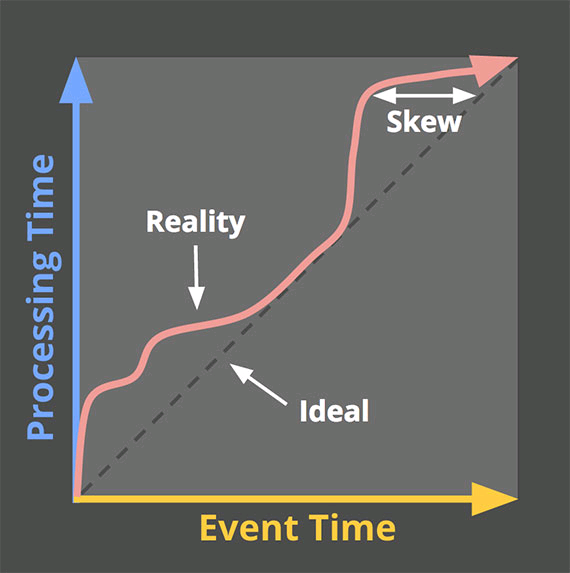 Skew
Reality
Ideal
Processing Time
Event Time